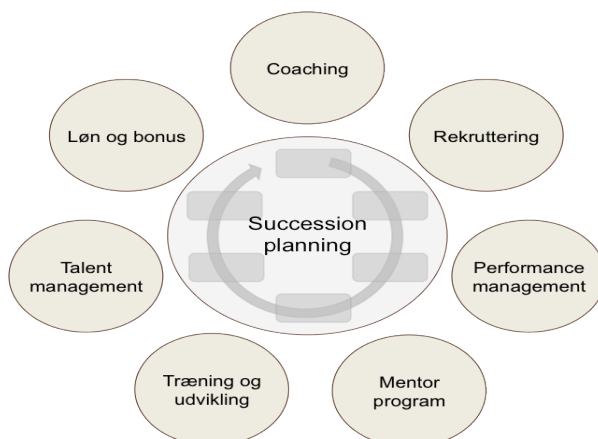 Coaching
Løn og bonus
Rekruttering
Succession
planning
Talent
management
Performance
management
Træning og
udvikling
Mentor
program